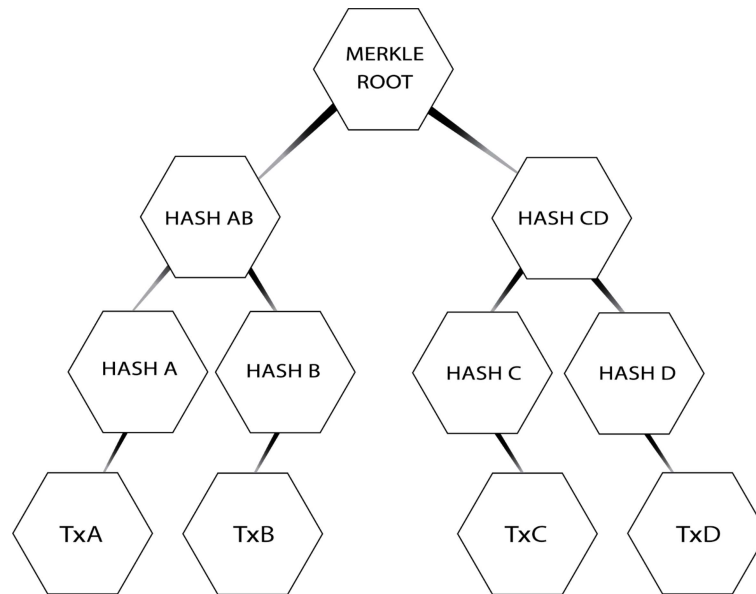 MERKLE
ROOT
HASH AB
HASH CD
HASH A
HASH B
HASH C
HASH D
TxA
TxB
TxC
TxD